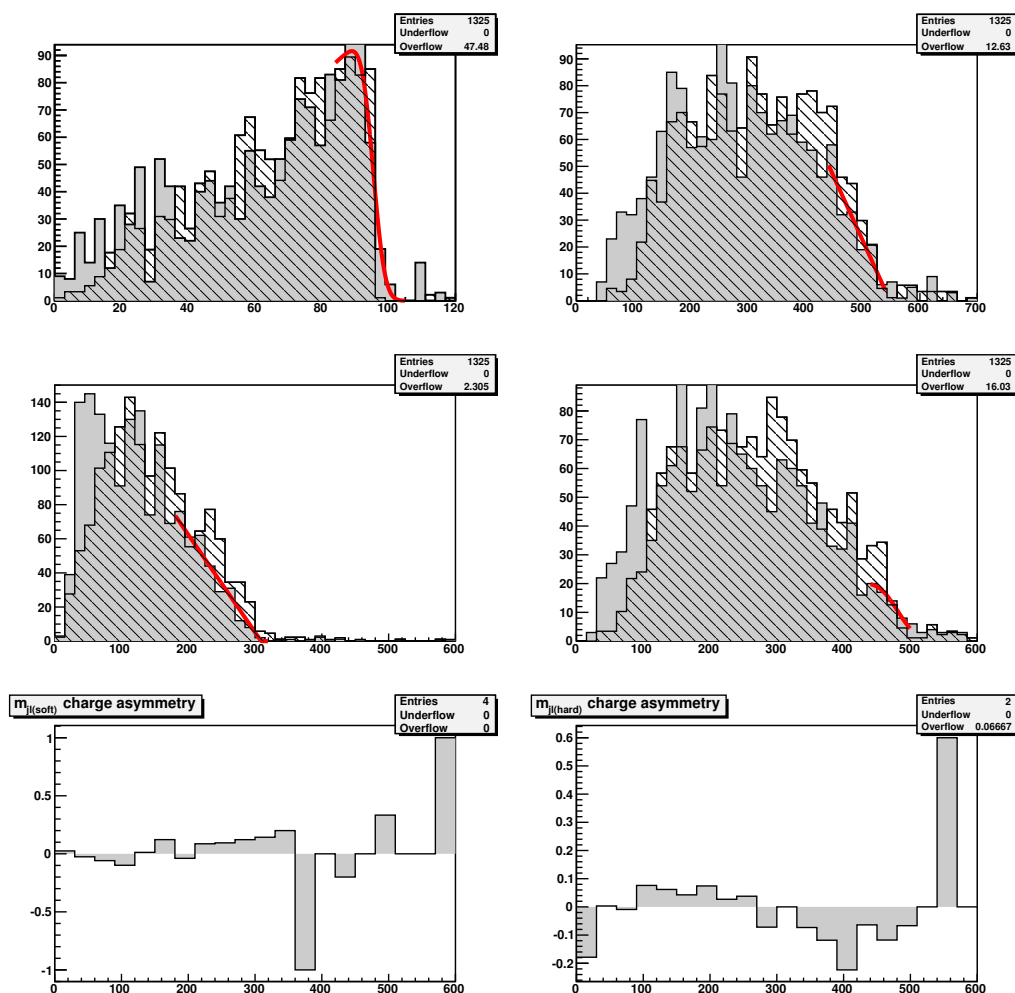 Entries 1325
Underflow 0
Overflow 47.48
90
80
70
60
50
40
30
20
10
0
0 20 40 60 80 100 120
Entries 1325
Underflow 0
Overflow 12.63
90
80
70
60
50
40
30
20
10
0
0 100 200 300 400 500 600 700
Entries 1325
Underflow 0
Overflow 2.305
140
120
100
80
60
40
20
0
0 100 200 300 400 500 600
Entries 1325
Underflow 0
Overflow 16.03
80
70
60
50
40
30
20
10
0
0 100 200 300 400 500 600
m_jl(soft) charge asymmetry
Entries 4
Underflow 0
Overflow 0
1
0.5
0
-0.5
-1
0 100 200 300 400 500 600
m_jl(hard) charge asymmetry
Entries 2
Underflow 0
Overflow 0.06667
0.6
0.5
0.4
0.3
0.2
0.1
0
-0.1
-0.2
0 100 200 300 400 500 600